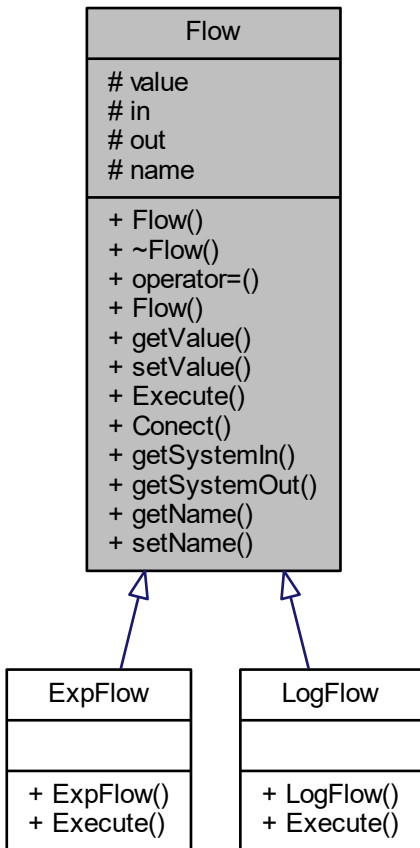 Flow
# value
# in
# out
# name
+ Flow()
+ ~Flow()
+ operator=()
+ Flow()
+ getValue()
+ setValue()
+ Execute()
+ Conect()
+ getSystemIn()
+ getSystemOut()
+ getName()
+ setName()
ExpFlow
+ ExpFlow()
+ Execute()
LogFlow
+ LogFlow()
+ Execute()